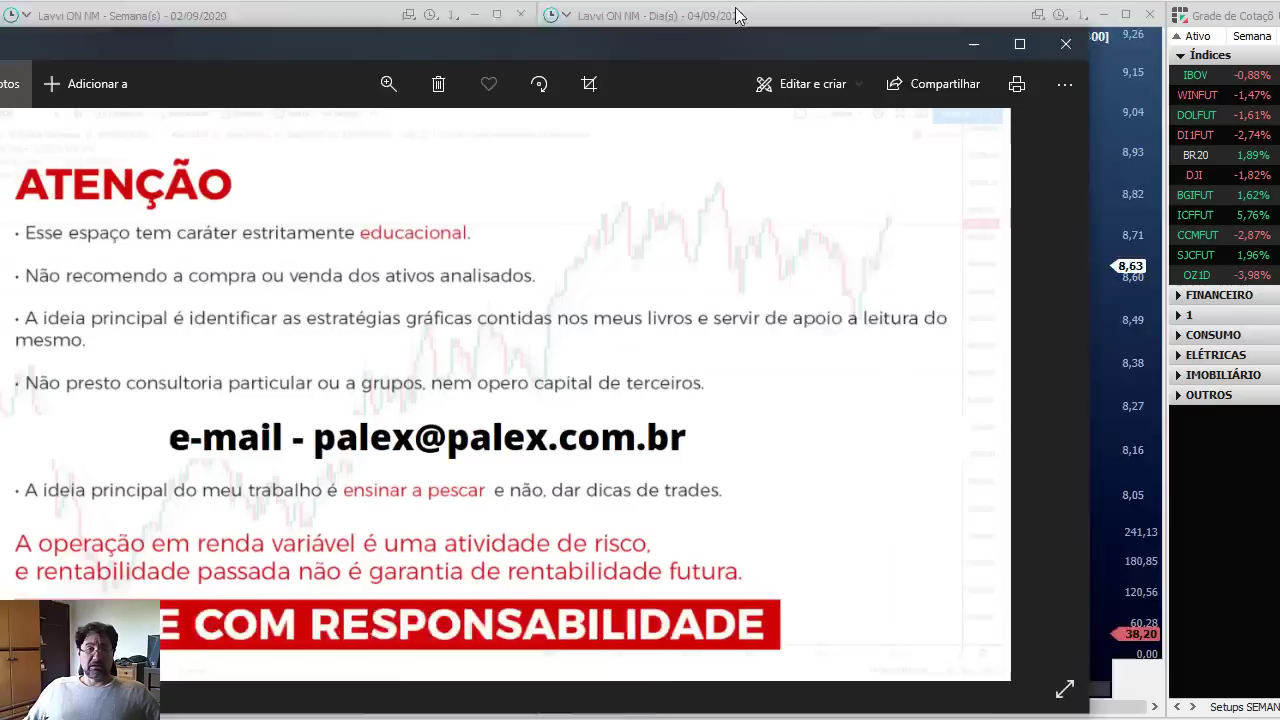 Lavvi ON NM - Semana(s) - 02/09/2020
Lavvi ON NM - Dia(s) - 04/09/20
Grade de Cotaçõ
otos
Adicionar a
Editar e criar
Compartilhar
ATENÇÃO
• Esse espaço tem caráter estritamente educacional.
• Não recomendo a compra ou venda dos ativos analisados.
• A ideia principal é identificar as estratégias gráficas contidas nos meus livros e servir de apoio a leitura do
mesmo.
• Não presto consultoria particular ou a grupos, nem opero capital de terceiros.
e-mail - palex@palex.com.br
• A ideia principal do meu trabalho é ensinar a pescar e não, dar dicas de trades.
A operação em renda variável é uma atividade de risco,
e rentabilidade passada não é garantia de rentabilidade futura.
E COM RESPONSABILIDADE
00]
9,26
9,15
9,04
8,93
8,82
8,71
8,63
8,60
8,49
8,38
8,27
8,16
8,05
241,13
180,85
120,56
60,28
38,20
0,00
Ativo Semana
Índices
IBOV -0,88%
WINFUT -1,47%
DOLFUT -1,61%
DI1FUT -2,74%
BR20 1,89%
DJI -1,82%
BGIFUT 1,62%
ICFFUT 5,76%
CCMFUT -2,87%
SJCFUT 1,96%
OZ1D -3,98%
FINANCEIRO
1
CONSUMO
ELÉTRICAS
IMOBILIÁRIO
OUTROS
Setups SEMAN